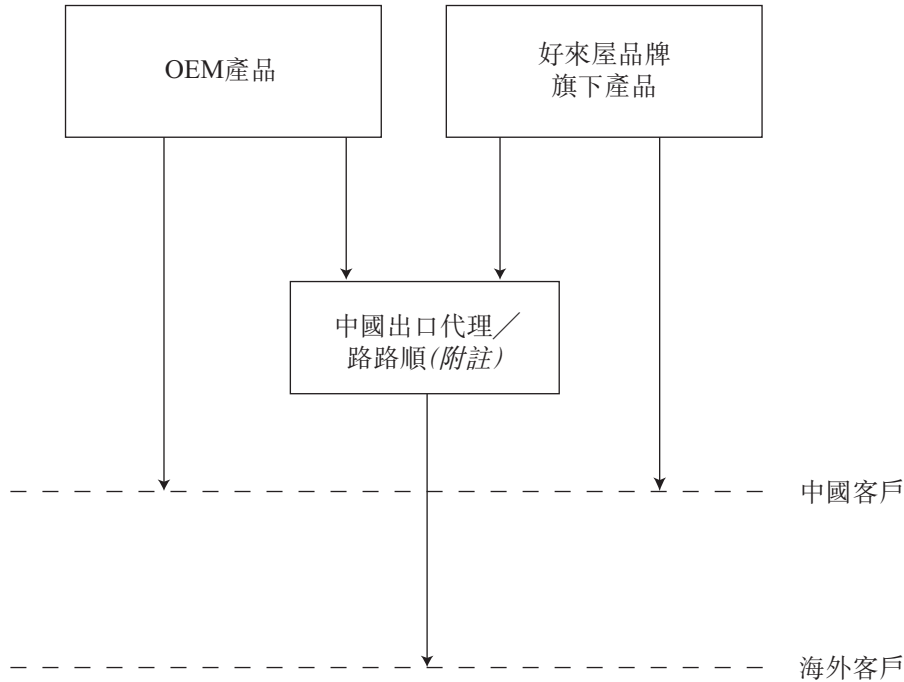 OEM產品
好來屋品牌
旗下產品
中國出口代理／
路路順(附註)
中國客戶
海外客戶